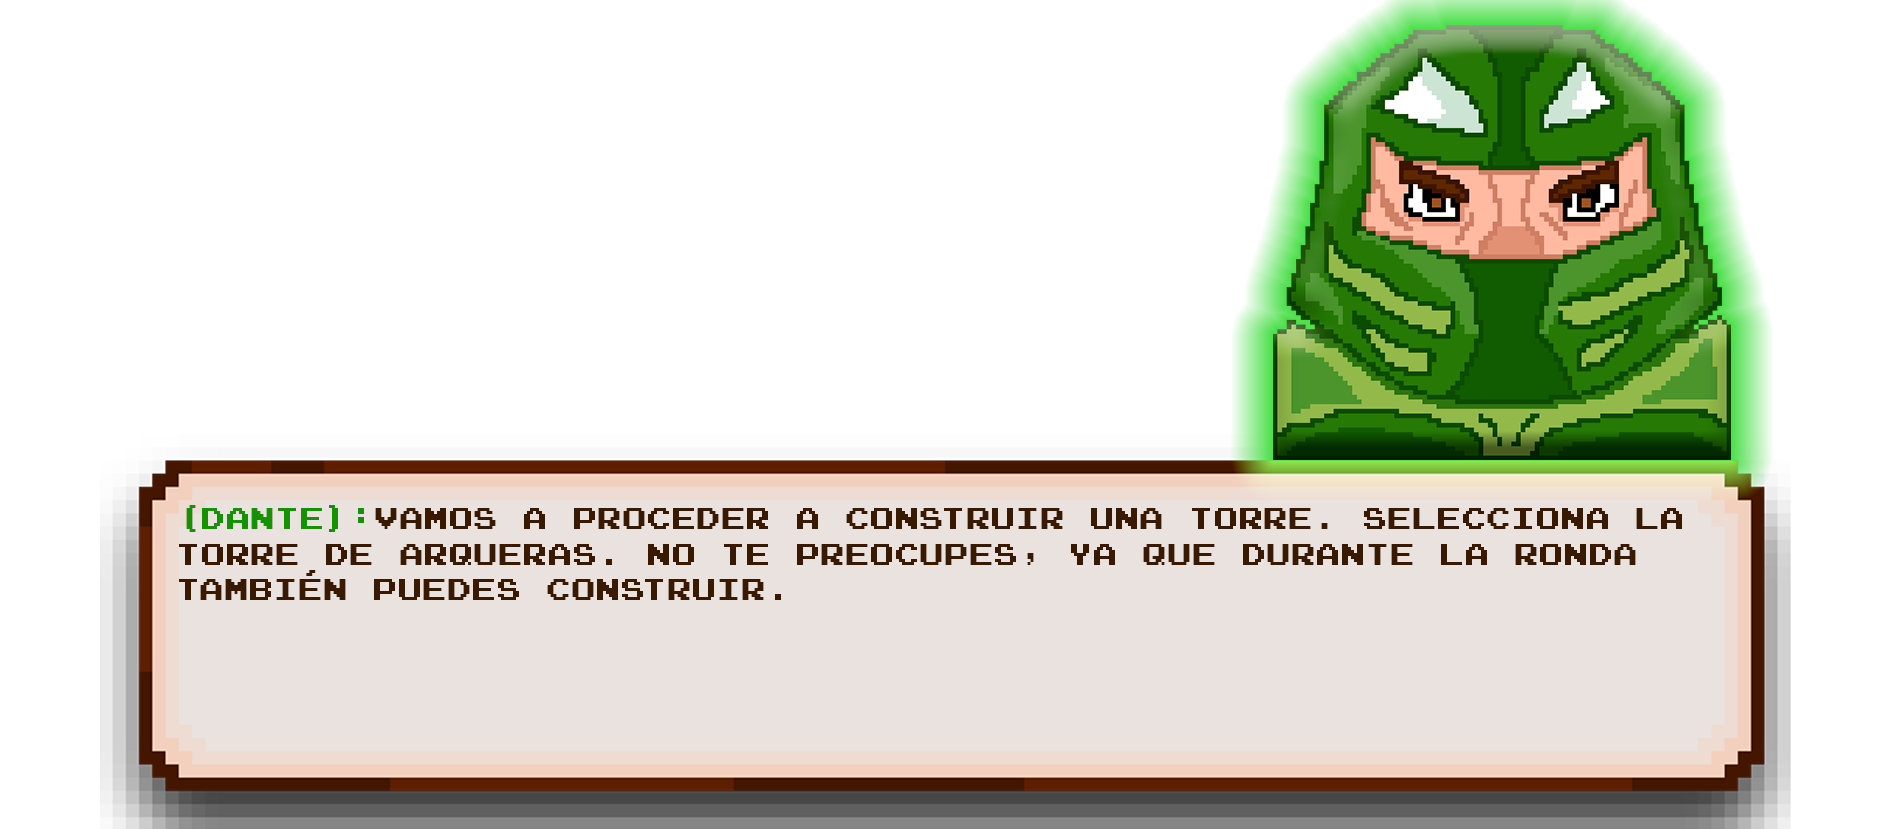 [DANTE]:VAMOS A PROCEDER A CONSTRUIR UNA TORRE. SELECCIONA LA
TORRE DE ARQUERAS. NO TE PREOCUPES, YA QUE DURANTE LA RONDA
TAMBIÉN PUEDES CONSTRUIR.